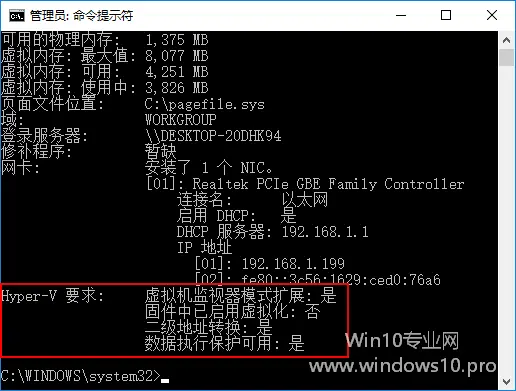 管理员: 命令提示符
可用的物理内存: 1,375 MB
虚拟内存: 最大值: 8,077 MB
虚拟内存: 可用: 4,251 MB
虚拟内存: 使用中: 3,826 MB
页面文件位置: C:\pagefile.sys
域: WORKGROUP
登录服务器: \\DESKTOP-20DHK94
修补程序: 暂缺
网卡: 安装了 1 个 NIC。
[01]: Realtek PCIe GBE Family Controller
连接名: 以太网
启用 DHCP: 是
DHCP 服务器: 192.168.1.1
IP 地址
[01]: 192.168.1.199
[02]: fe80::3c56:1629:ced0:76a6
Hyper-V 要求: 虚拟机监视器模式扩展: 是
固件中已启用虚拟化: 否
二级地址转换: 是
数据执行保护可用: 是
C:\WINDOWS\system32>
Win10专业网
www.windows10.pro